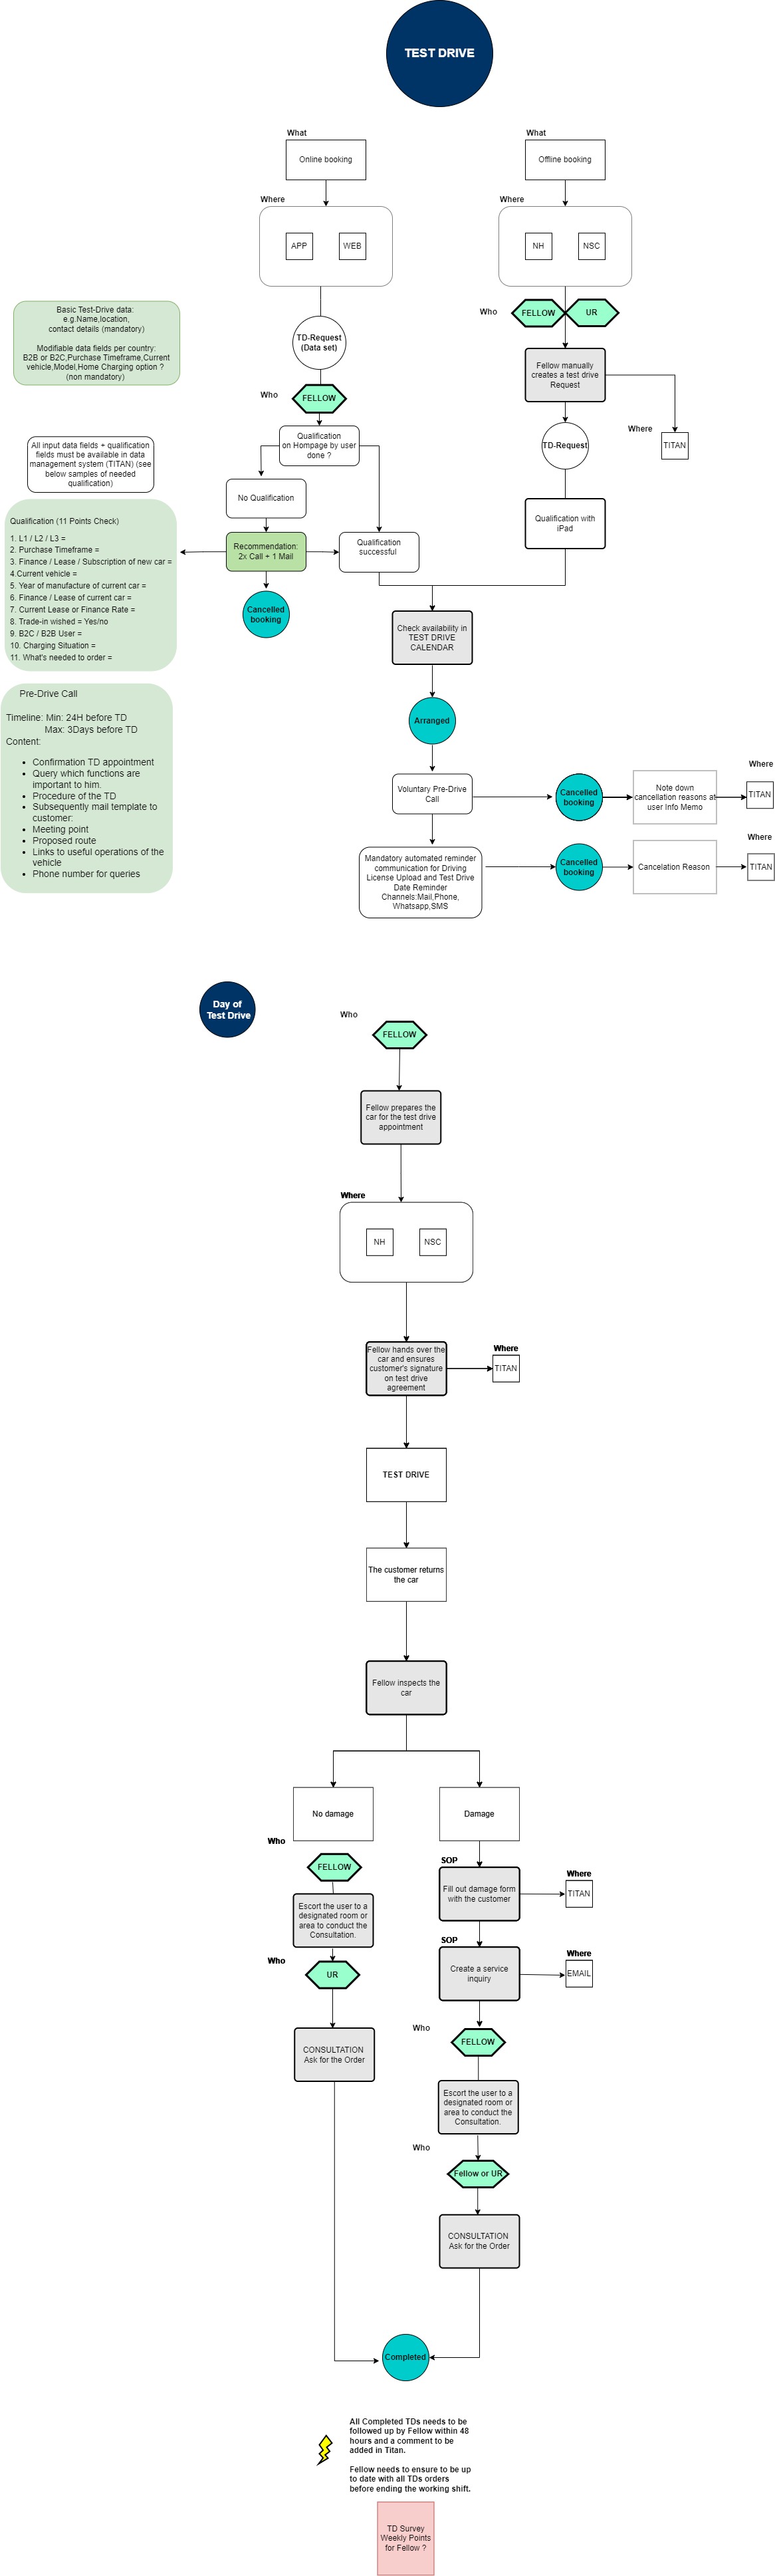 TEST DRIVE
What
Online booking
Where
APP
WEB
What
Offline booking
Where
NH
NSC
Who
FELLOW
UR
Basic Test-Drive data:
e.g.Name,location,
contact details (mandatory)
Modifiable data fields per country:
B2B or B2C,Purchase Timeframe,Current
vehicle,Model,Home Charging option ?
(non mandatory)
TD-Request
(Data set)
Who
FELLOW
Fellow manually
creates a test drive
Request
Where
TITAN
TD-Request
Qualification with
iPad
Qualification
on Hompage by user
done ?
No Qualification
Recommendation:
2x Call + 1 Mail
Qualification
successful
Cancelled
booking
All input data fields + qualification
fields must be available in data
management system (TITAN) (see
below samples of needed
qualification)
Qualification (11 Points Check)
1. L1 / L2 / L3 =
2. Purchase Timeframe =
3. Finance / Lease / Subscription of new car =
4.Current vehicle =
5. Year of manufacture of current car =
6. Finance / Lease of current car =
7. Current Lease or Finance Rate =
8. Trade-in wished = Yes/no
9. B2C / B2B User =
10. Charging Situation =
11. What's needed to order =
Check availability in
TEST DRIVE
CALENDAR
Arranged
Pre-Drive Call
Timeline: Min: 24H before TD
Max: 3Days before TD
Content:
• Confirmation TD appointment
• Query which functions are
important to him.
• Procedure of the TD
• Subsequently mail template to
customer:
• Meeting point
• Proposed route
• Links to useful operations of the
vehicle
• Phone number for queries
Voluntary Pre-Drive
Call
Cancelled
booking
Note down
cancellation reasons at
user Info Memo
Where
TITAN
Mandatory automated reminder
communication for Driving
License Upload and Test Drive
Date Reminder
Channels:Mail,Phone,
Whatsapp,SMS
Cancelled
booking
Cancelation Reason
Where
TITAN
Day of
Test Drive
Who
FELLOW
Fellow prepares the
car for the test drive
appointment
Where
NH
NSC
Fellow hands over the
car and ensures
customer's signature
on test drive
agreement
Where
TITAN
TEST DRIVE
The customer returns
the car
Fellow inspects the
car
No damage
Who
FELLOW
Escort the user to a
designated room or
area to conduct the
Consultation.
Who
UR
CONSULTATION
Ask for the Order
Damage
SOP
Fill out damage form
with the customer
Where
TITAN
SOP
Create a service
inquiry
Where
EMAIL
Who
FELLOW
Escort the user to a
designated room or
area to conduct the
Consultation.
Who
Fellow or UR
CONSULTATION
Ask for the Order
Completed
All Completed TDs needs to be
followed up by Fellow within 48
hours and a comment to be
added in Titan.
Fellow needs to ensure to be up
to date with all TDs orders
before ending the working shift.
TD Survey
Weekly Points
for Fellow ?